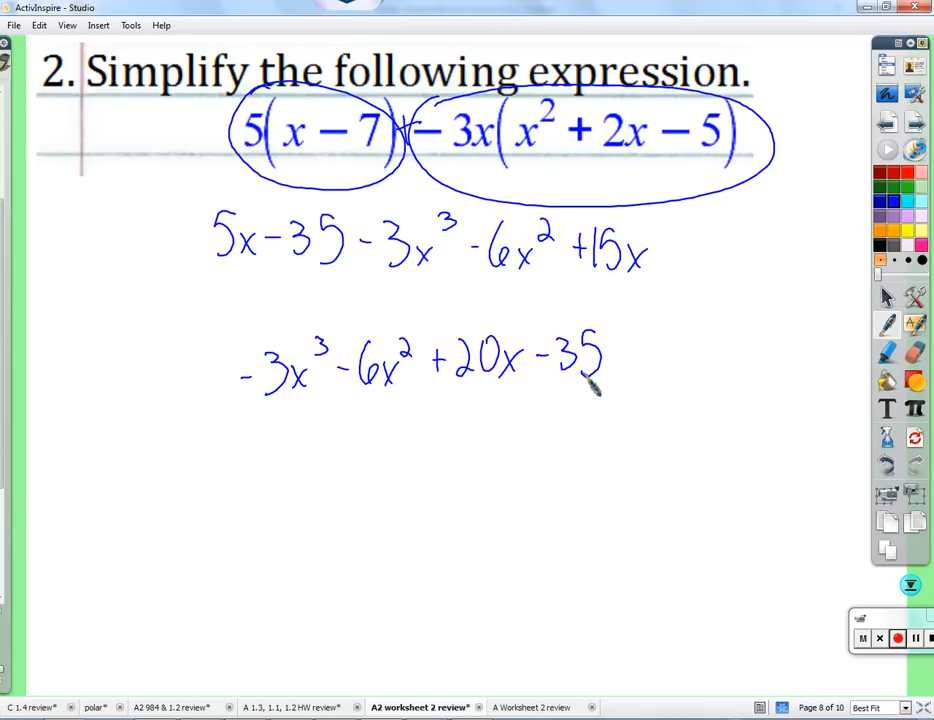 ActivInspire - Studio
File Edit View Insert Tools Help
2. Simplify the following expression.
5(x − 7) + − 3x(x² + 2x − 5)
5x − 35 − 3x³ − 6x² + 15x
- 3x³ − 6x² + 20x − 35
T π
M
C 1.4 review* A2 984 & 1.2 review* A 1.3, 1.1, 1.2 HW review* A2 worksheet 2 review* A Worksheet 2 review
polar*
Page 8 of 10 Best Fit